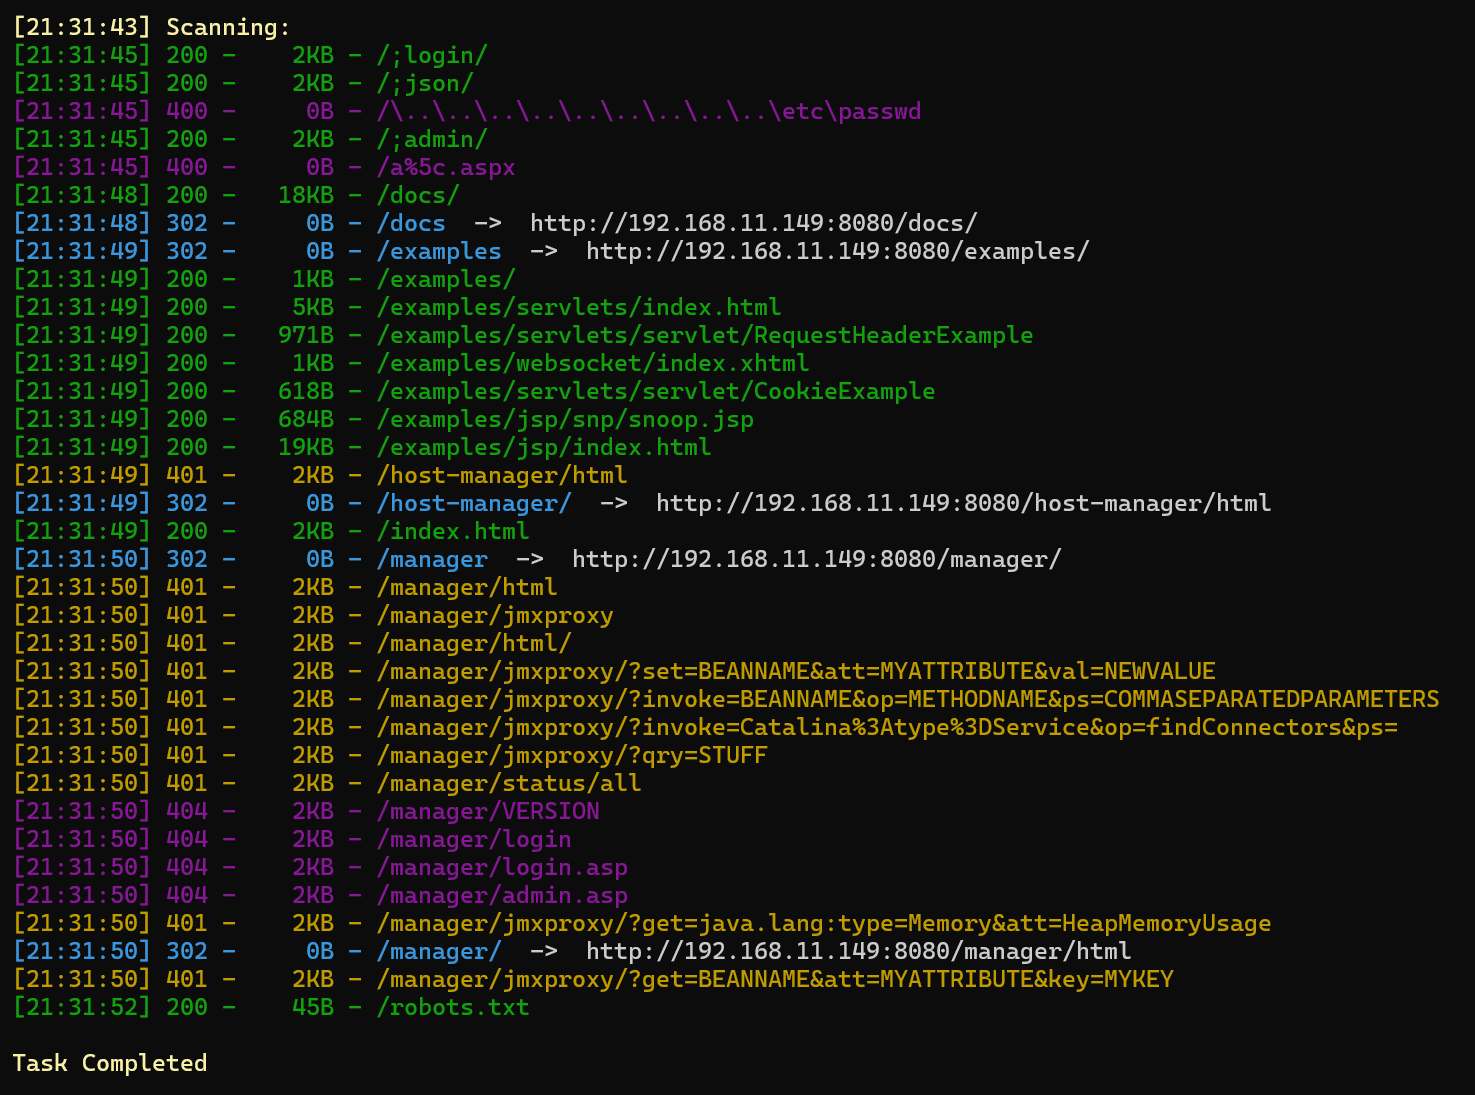 [21:31:43] Scanning:
[21:31:45] 200 -    2KB - /;login/
[21:31:45] 200 -    2KB - /;json/
[21:31:45] 400 -     0B - /\..\..\..\..\..\..\..\..\..\etc\passwd
[21:31:45] 200 -    2KB - /;admin/
[21:31:45] 400 -     0B - /a%5c.aspx
[21:31:48] 200 -   18KB - /docs/
[21:31:48] 302 -     0B - /docs  ->  http://192.168.11.149:8080/docs/
[21:31:49] 302 -     0B - /examples  ->  http://192.168.11.149:8080/examples/
[21:31:49] 200 -    1KB - /examples/
[21:31:49] 200 -    5KB - /examples/servlets/index.html
[21:31:49] 200 -   971B - /examples/servlets/servlet/RequestHeaderExample
[21:31:49] 200 -    1KB - /examples/websocket/index.xhtml
[21:31:49] 200 -   618B - /examples/servlets/servlet/CookieExample
[21:31:49] 200 -   684B - /examples/jsp/snp/snoop.jsp
[21:31:49] 200 -   19KB - /examples/jsp/index.html
[21:31:49] 401 -    2KB - /host-manager/html
[21:31:49] 302 -     0B - /host-manager/  ->  http://192.168.11.149:8080/host-manager/html
[21:31:49] 200 -    2KB - /index.html
[21:31:50] 302 -     0B - /manager  ->  http://192.168.11.149:8080/manager/
[21:31:50] 401 -    2KB - /manager/html
[21:31:50] 401 -    2KB - /manager/jmxproxy
[21:31:50] 401 -    2KB - /manager/html/
[21:31:50] 401 -    2KB - /manager/jmxproxy/?set=BEANNAME&att=MYATTRIBUTE&val=NEWVALUE
[21:31:50] 401 -    2KB - /manager/jmxproxy/?invoke=BEANNAME&op=METHODNAME&ps=COMMASEPARATEDPARAMETERS
[21:31:50] 401 -    2KB - /manager/jmxproxy/?invoke=Catalina%3Atype%3DService&op=findConnectors&ps=
[21:31:50] 401 -    2KB - /manager/jmxproxy/?qry=STUFF
[21:31:50] 401 -    2KB - /manager/status/all
[21:31:50] 404 -    2KB - /manager/VERSION
[21:31:50] 404 -    2KB - /manager/login
[21:31:50] 404 -    2KB - /manager/login.asp
[21:31:50] 404 -    2KB - /manager/admin.asp
[21:31:50] 401 -    2KB - /manager/jmxproxy/?get=java.lang:type=Memory&att=HeapMemoryUsage
[21:31:50] 302 -     0B - /manager/  ->  http://192.168.11.149:8080/manager/html
[21:31:50] 401 -    2KB - /manager/jmxproxy/?get=BEANNAME&att=MYATTRIBUTE&key=MYKEY
[21:31:52] 200 -    45B - /robots.txt
Task Completed